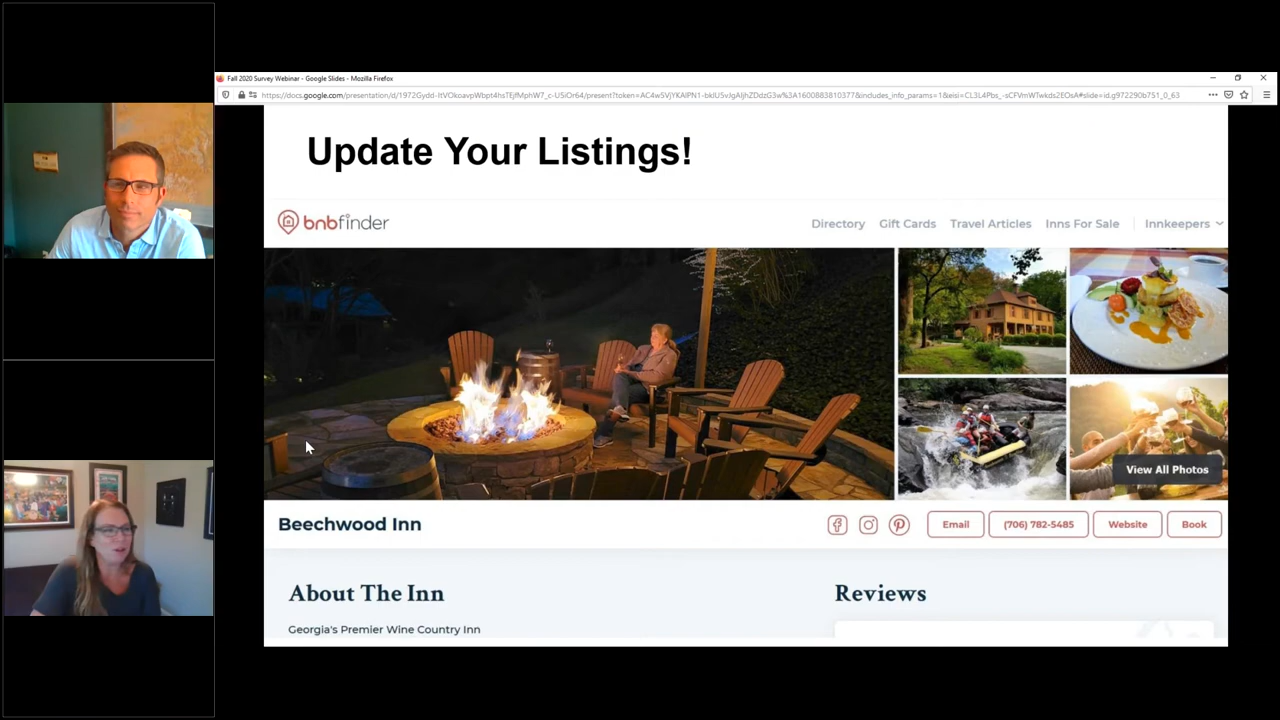 Fall 2020 Survey Webinar - Google Slides - Mozilla Firefox
Update Your Listings!
bnbfinder
Directory Gift Cards Travel Articles Inns For Sale Innkeepers
View All Photos
Beechwood Inn
Email (706) 782-5485 Website Book
About The Inn Reviews
Georgia's Premier Wine Country Inn